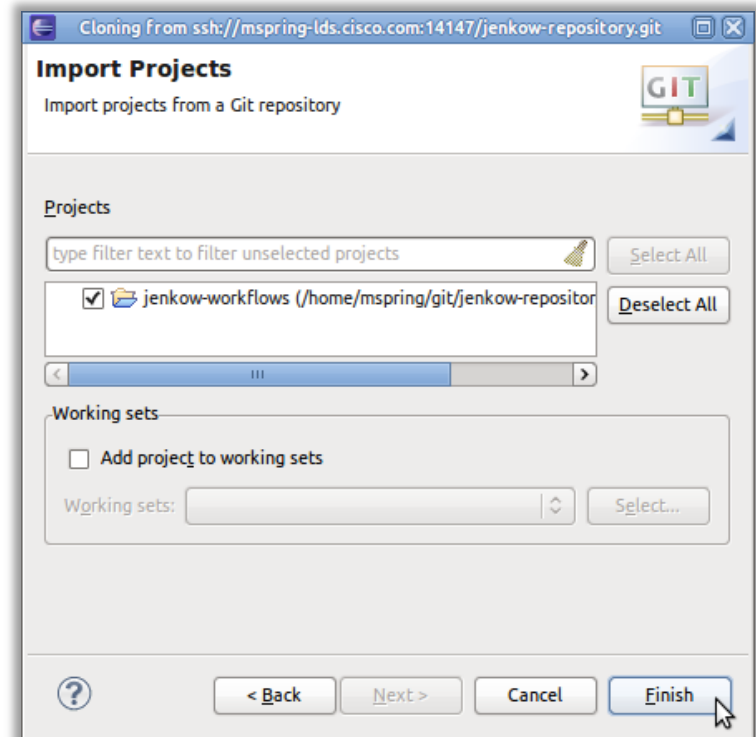 Cloning from ssh://mspring-lds.cisco.com:14147/jenkow-repository.git
Import Projects
Import projects from a Git repository
GIT
Projects
type filter text to filter unselected projects
Select All
jenkow-workflows (/home/mspring/git/jenkow-repositor
Deselect All
Working sets
Add project to working sets
Working sets:
Select...
?
< Back
Next >
Cancel
Finish